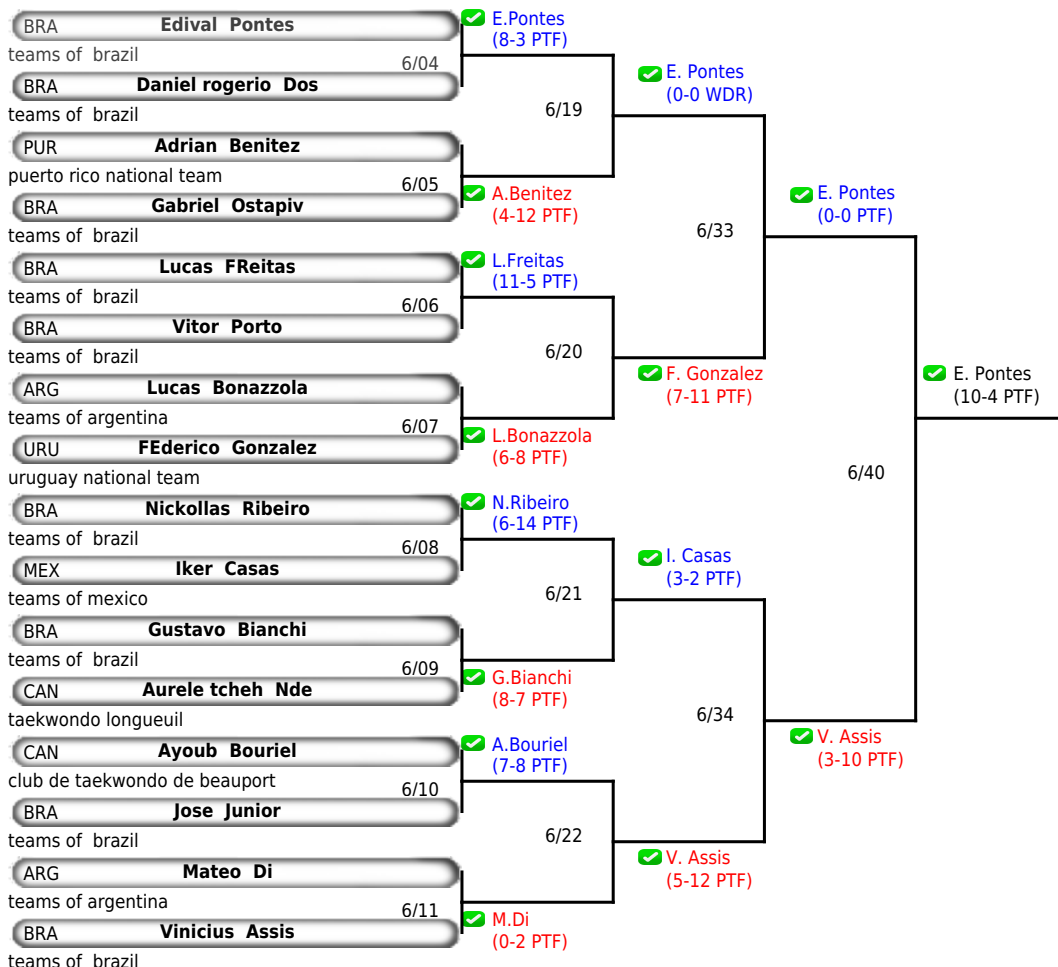 BRA Edival Pontes
teams of brazil
6/04
BRA Daniel rogerio Dos
teams of brazil
PUR Adrian Benitez
puerto rico national team
6/05
BRA Gabriel Ostapiv
teams of brazil
BRA Lucas FReitas
teams of brazil
6/06
BRA Vitor Porto
teams of brazil
ARG Lucas Bonazzola
teams of argentina
6/07
URU FEderico Gonzalez
uruguay national team
BRA Nickollas Ribeiro
teams of brazil
6/08
MEX Iker Casas
teams of mexico
BRA Gustavo Bianchi
teams of brazil
6/09
CAN Aurele tcheh Nde
taekwondo longueuil
CAN Ayoub Bouriel
club de taekwondo de beauport
6/10
BRA Jose Junior
teams of brazil
ARG Mateo Di
teams of argentina
6/11
BRA Vinicius Assis
teams of brazil
E.Pontes
(8-3 PTF)
6/19
A.Benitez
(4-12 PTF)
L.Freitas
(11-5 PTF)
6/20
L.Bonazzola
(6-8 PTF)
N.Ribeiro
(6-14 PTF)
6/21
G.Bianchi
(8-7 PTF)
A.Bouriel
(7-8 PTF)
6/22
M.Di
(0-2 PTF)
E. Pontes
(0-0 WDR)
6/33
F. Gonzalez
(7-11 PTF)
I. Casas
(3-2 PTF)
6/34
V. Assis
(5-12 PTF)
E. Pontes
(0-0 PTF)
6/40
V. Assis
(3-10 PTF)
E. Pontes
(10-4 PTF)